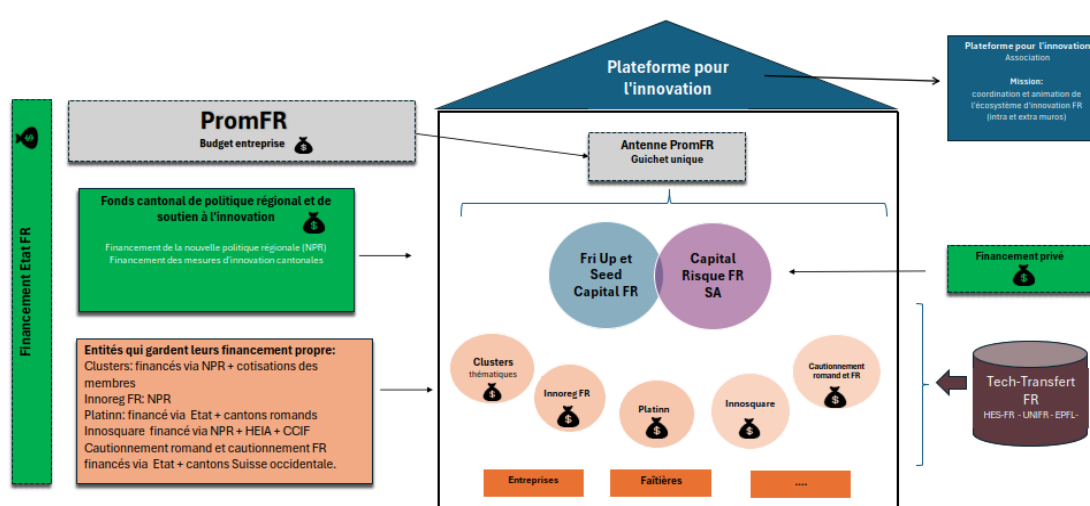 Financement Etat FR
PromFR
Budget entreprise
Fonds cantonal de politique régional et de
soutien à l'innovation
Financement de la nouvelle politique régionale (NPR)
Financement des mesures d'innovation cantonales
Entités qui gardent leurs financement propre:
Clusters: financés via NPR + cotisations des
membres
Innoreg FR: NPR
Platinn: financé via Etat + cantons romands
Innosquare financé via NPR + HEIA + CCIF
Cautionnement romand et cautionnement FR
financés via Etat + cantons Suisse occidentale.
Plateforme pour
l'innovation
Antenne PromFR
Guichet unique
Fri Up et
Seed
Capital FR
Capital
Risque FR
SA
Clusters
thématiques
Innoreg FR
Platinn
Innosquare
Cautionnement
romand et FR
Entreprises
Faîtières
....
Plateforme pour l'innovation
Association
Mission:
coordination et animation de
l'écosystème d'innovation FR
(intra et extra muros)
Financement privé
Tech-Transfert
FR
HES-FR - UNIFR - EPFL-